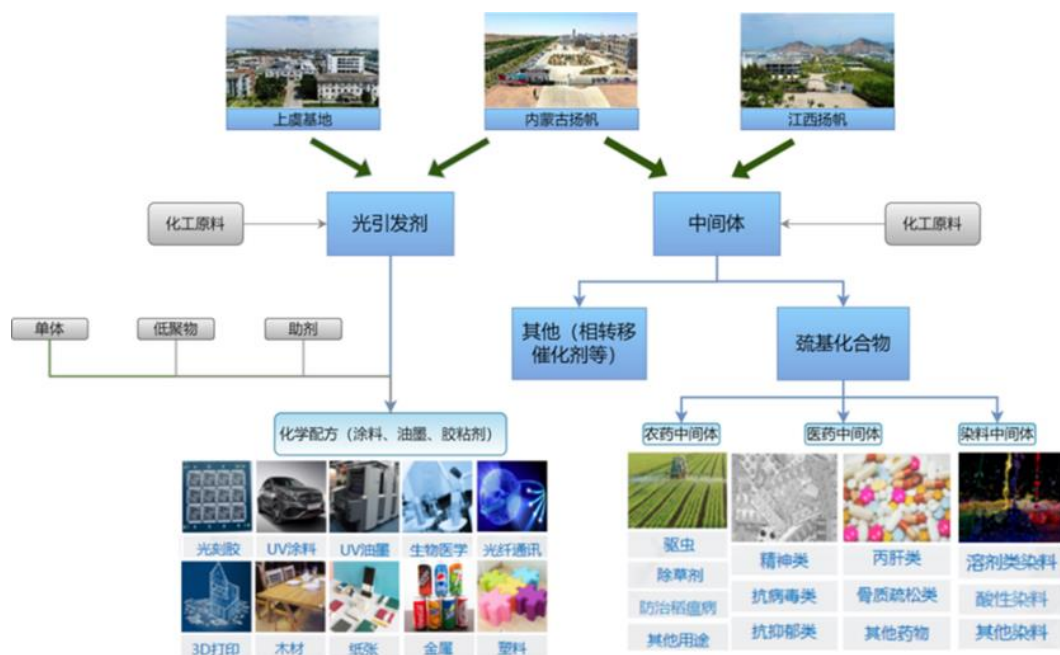 上虞基地
内蒙古扬帆
江西扬帆
化工原料
光引发剂
中间体
化工原料
单体
低聚物
助剂
其他（相转移
催化剂等）
巯基化合物
化学配方（涂料、油墨、胶粘剂）
农药中间体
医药中间体
染料中间体
光刻胶
UV涂料
UV油墨
生物医学
光纤通讯
3D打印
木材
纸张
金属
塑料
驱虫
除草剂
防治稻瘟病
其他用途
精神类
抗病毒类
抗抑郁类
丙肝类
骨质疏松类
其他药物
溶剂类染料
酸性染料
其他染料